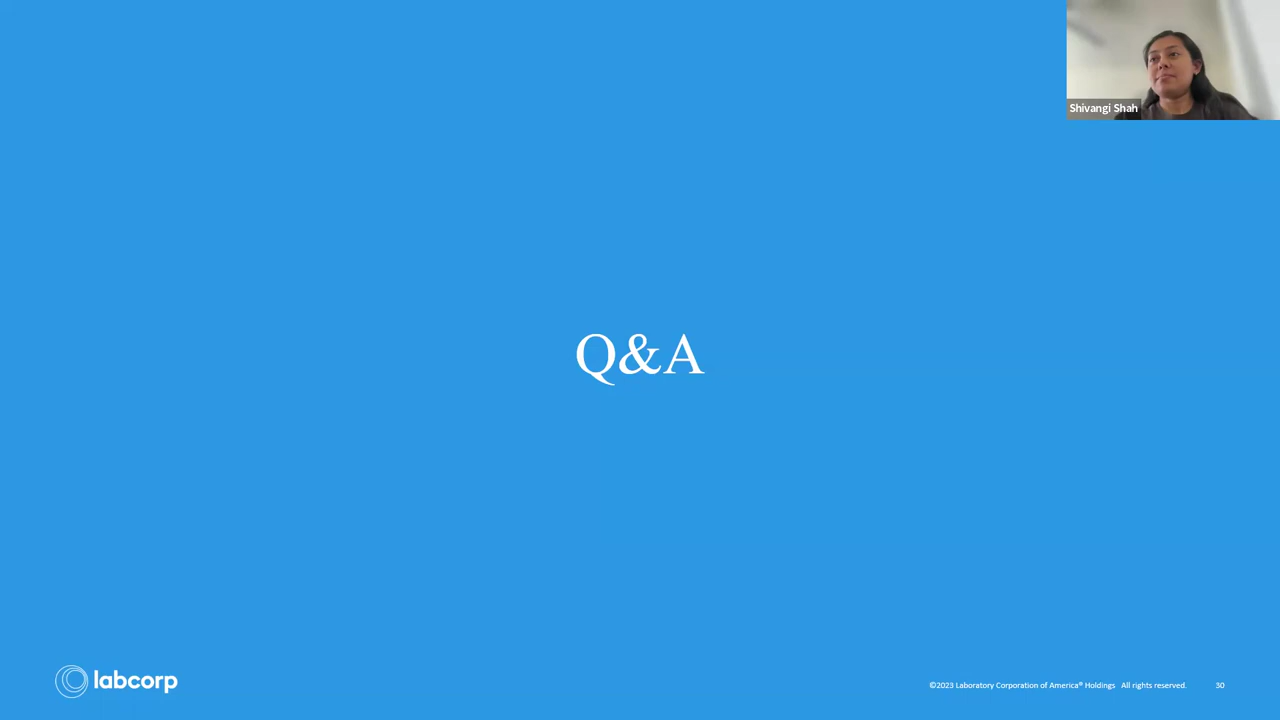 Shivangi Shah
Q&A
labcorp
©2023 Laboratory Corporation of America® Holdings All rights reserved. 30